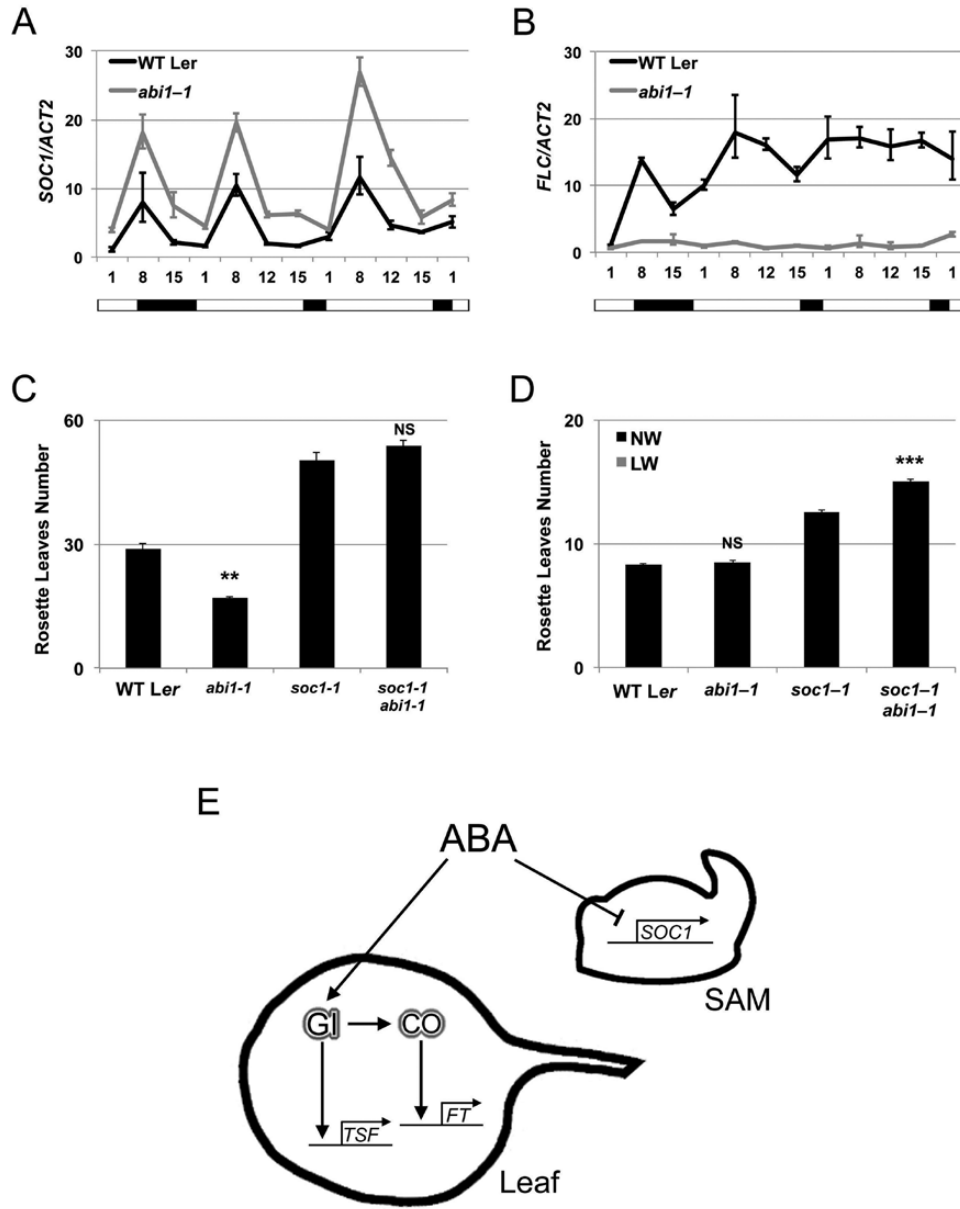 A
30
20
10
0
SOC1/ACT2
WT Ler
abi1–1
1 8 15 1 8 12 15 1 8 12 15 1
B
30
20
10
0
FLC/ACT2
WT Ler
abi1–1
1 8 15 1 8 12 15 1 8 12 15 1
C
60
30
0
Rosette Leaves Number
**
NS
WT Ler
abi1-1
soc1-1
soc1-1
abi1-1
D
20
10
0
Rosette Leaves Number
NW
LW
NS
***
WT Ler
abi1–1
soc1–1
soc1–1
abi1–1
E
ABA
SOC1
SAM
GI
CO
TSF
FT
Leaf